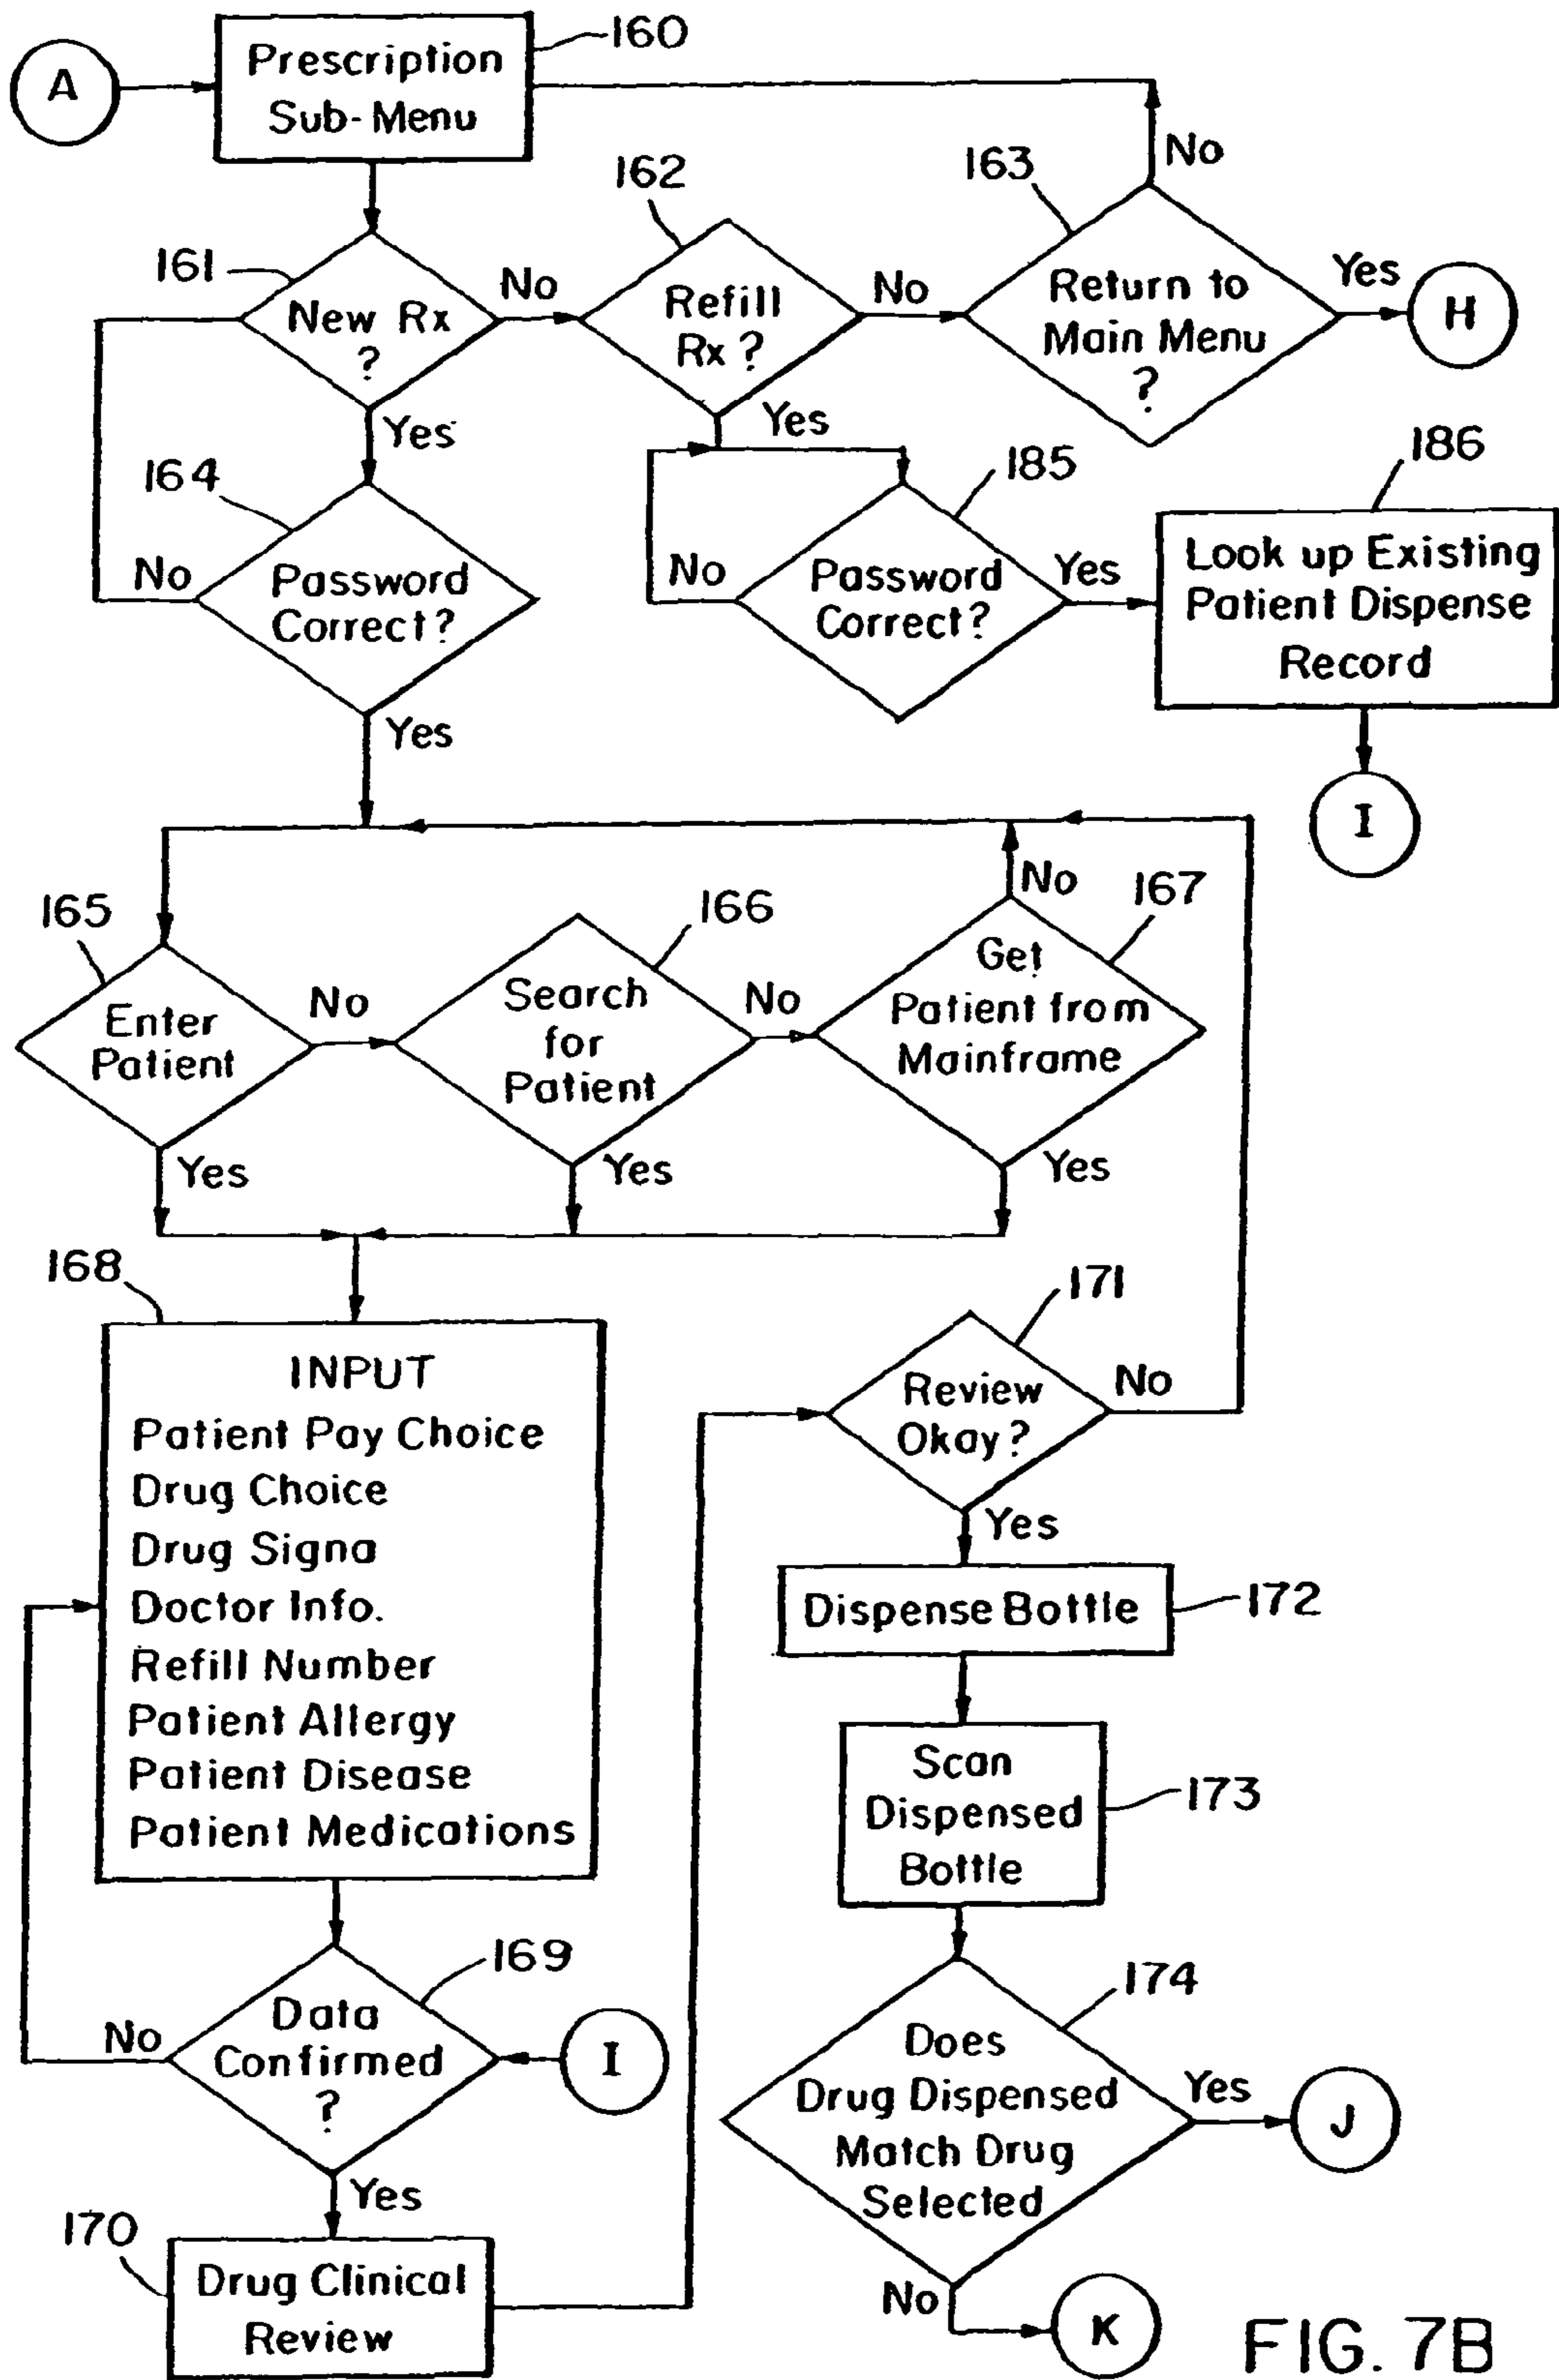 A
Prescription
Sub-Menu
160
No
161
New Rx
?
No
162
Refill
Rx?
No
163
Return to
Main Menu
?
Yes
H
Yes
164
Password
Correct?
No
Yes
Yes
185
Password
Correct?
No
Yes
186
Look up Existing
Patient Dispense
Record
I
165
Enter
Patient
No
166
Search
for
Patient
No
167
Get
Patient from
Mainframe
No
Yes
Yes
Yes
168
INPUT
Patient Pay Choice
Drug Choice
Drug Signa
Doctor Info.
Refill Number
Patient Allergy
Patient Disease
Patient Medications
169
Data
Confirmed
?
No
I
Yes
170
Drug Clinical
Review
171
Review
Okay?
No
Yes
Dispense Bottle
172
Scan
Dispensed
Bottle
173
174
Does
Drug Dispensed
Match Drug
Selected
Yes
J
No
K
FIG. 7B